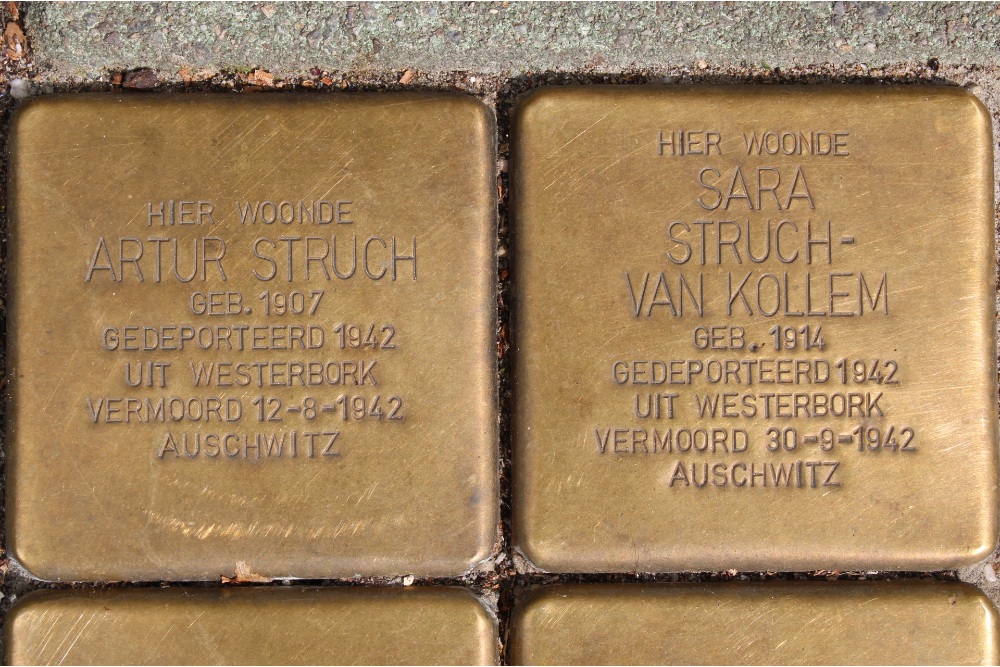 HIER WOONDE
ARTUR STRUCH
GEB. 1907
GEDEPORTEERD 1942
UIT WESTERBORK
VERMOORD 12-8-1942
AUSCHWITZ
HIER WOONDE
SARA
STRUCH-
VAN KOLLEM
GEB. 1914
GEDEPORTEERD 1942
UIT WESTERBORK
VERMOORD 30-9-1942
AUSCHWITZ